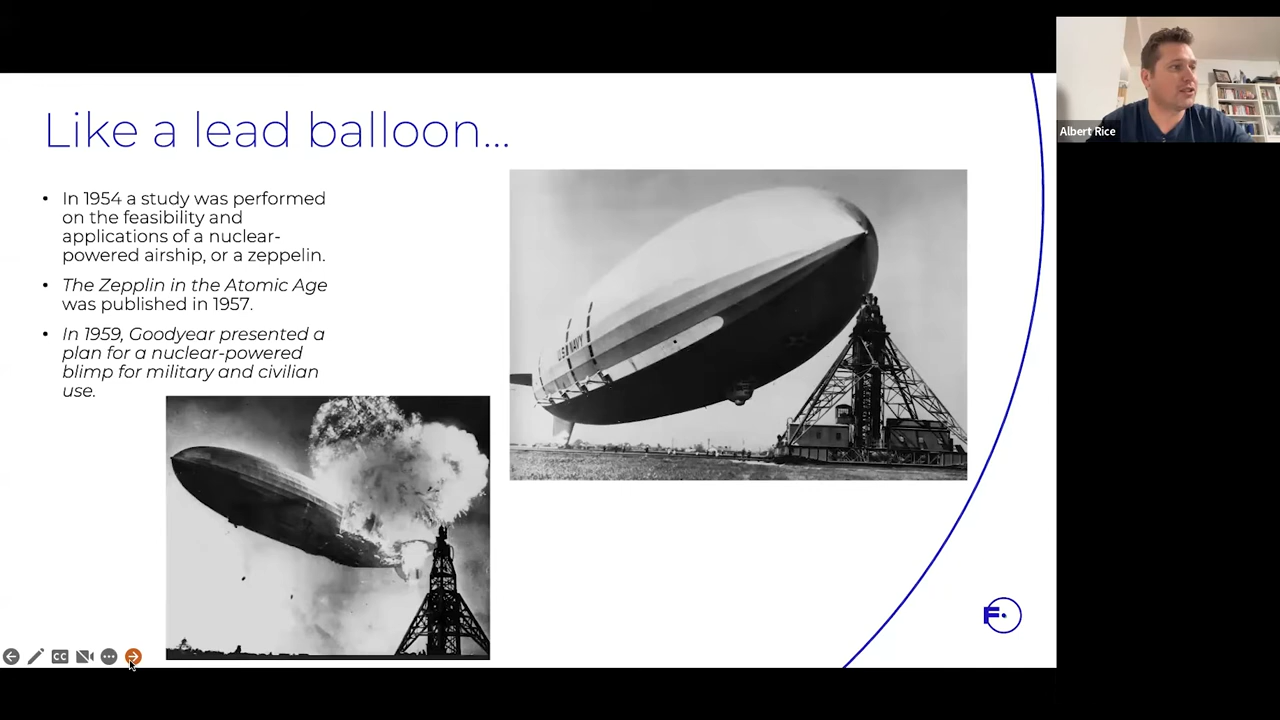 Like a lead balloon...
• In 1954 a study was performed
on the feasibility and
applications of a nuclear-
powered airship, or a zeppelin.
• The Zepplin in the Atomic Age
was published in 1957.
• In 1959, Goodyear presented a
plan for a nuclear-powered
blimp for military and civilian
use.
U.S. NAVY
F
CC
Albert Rice